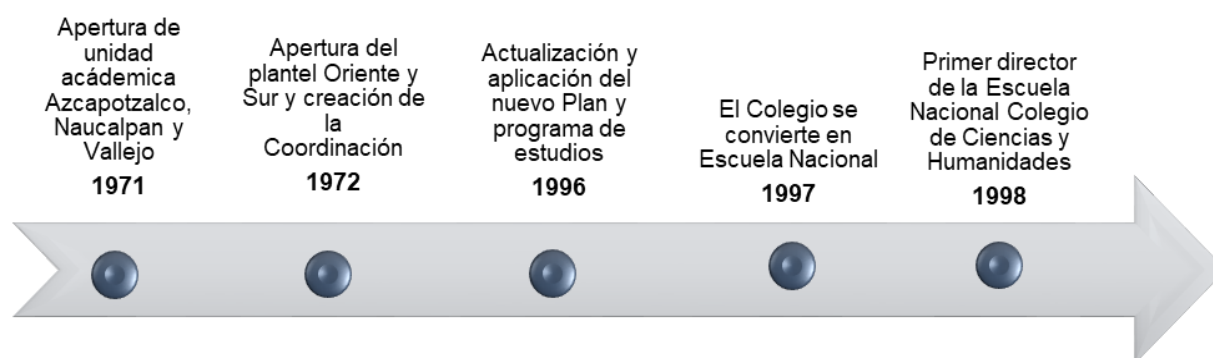 Apertura de
unidad
académica
Azcapotzalco,
Naucalpan y
Vallejo
1971
Apertura del
plantel Oriente y
Sur y creación de
la
Coordinación
1972
Actualización y
aplicación del
nuevo Plan y
programa de
estudios
1996
El Colegio se
convierte en
Escuela Nacional
1997
Primer director
de la Escuela
Nacional Colegio
de Ciencias y
Humanidades
1998